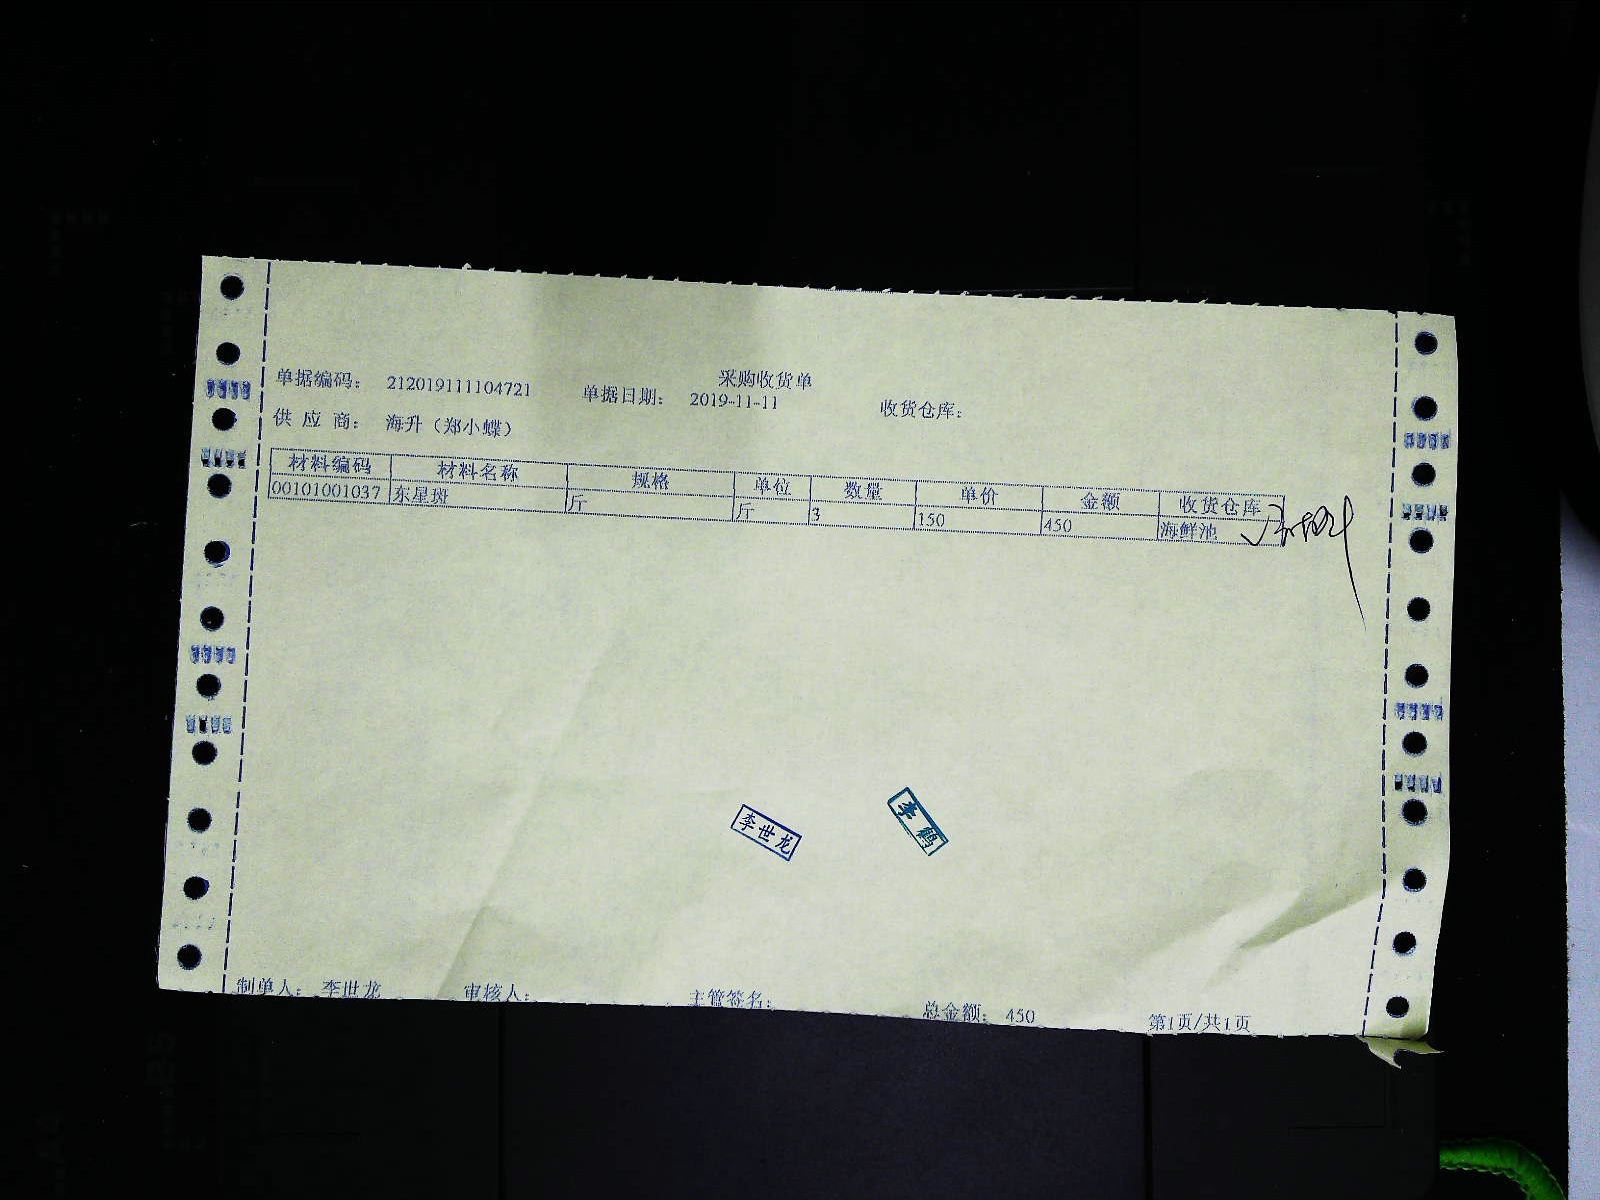 采购收货单
单据编码： 212019111104721 单据日期： 2019-11-11 收货仓库：
供 应 商： 海升（郑小蝶）
材料编码 材料名称 规格 单位 数量 单价 金额 收货仓库
00101001037 东星斑 斤 斤 3 150 450 海鲜池
李世龙 李鹤
制单人： 李世龙 审核人： 主管签名： 总金额： 450 第1页/共1页